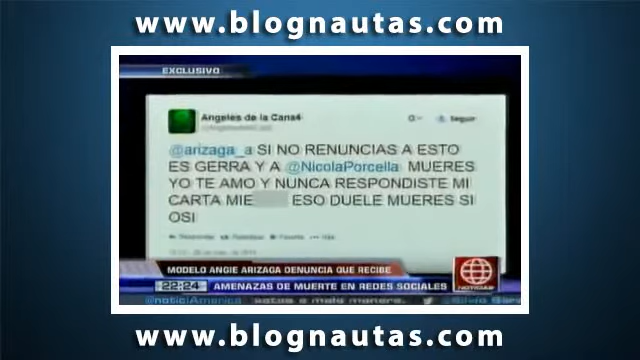 www.blognautas.com
EXCLUSIVO
Angeles de la Cana4
Seguir
@arizaga_a SI NO RENUNCIAS A ESTO
ES GERRA Y A @NicolaPorcella MUERES
YO TE AMO Y NUNCA RESPONDISTE MI
CARTA MIE ESO DUELE MUERES SI
OSI
MODELO ANGIE ARIZAGA DENUNCIA QUE RECIBE
22:24 AMENAZAS DE MUERTE EN REDES SOCIALES
NOTICIAS
@noticiAmerica
www.blognautas.com